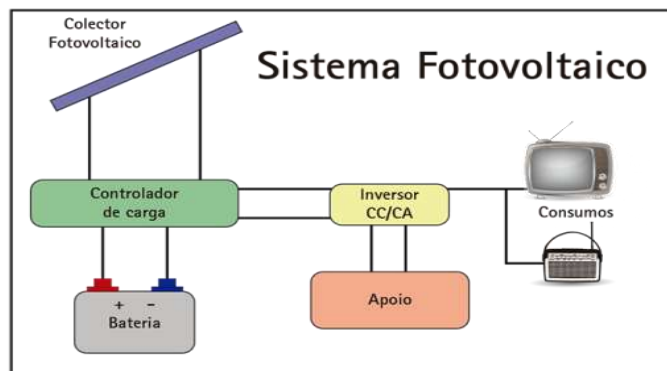 Colector
Fotovoltaico
Sistema Fotovoltaico
Controlador
de carga
Inversor
CC/CA
Consumos
+ -
Bateria
Apoio